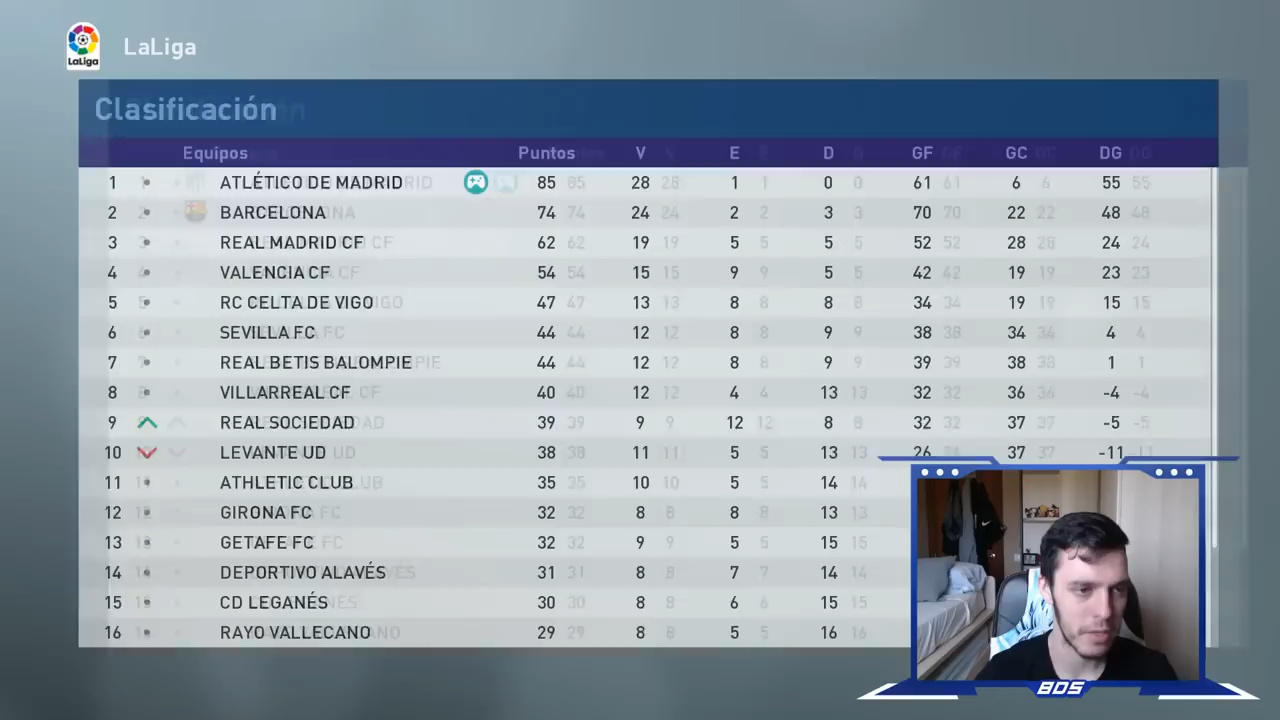 LaLiga
LaLiga
Clasificación
Equipos Puntos V E D GF GC DG
1 ATLÉTICO DE MADRID 85 28 1 0 61 6 55
2 BARCELONA 74 24 2 3 70 22 48
3 REAL MADRID CF 62 19 5 5 52 28 24
4 VALENCIA CF 54 15 9 5 42 19 23
5 RC CELTA DE VIGO 47 13 8 8 34 19 15
6 SEVILLA FC 44 12 8 9 38 34 4
7 REAL BETIS BALOMPIE 44 12 8 9 39 38 1
8 VILLARREAL CF 40 12 4 13 32 36 -4
9 REAL SOCIEDAD 39 9 12 8 32 37 -5
10 LEVANTE UD 38 11 5 13 26 37 -11
11 ATHLETIC CLUB 35 10 5 14
12 GIRONA FC 32 8 8 13
13 GETAFE FC 32 9 5 15
14 DEPORTIVO ALAVÉS 31 8 7 14
15 CD LEGANÉS 30 8 6 15
16 RAYO VALLECANO 29 8 5 16
BDS